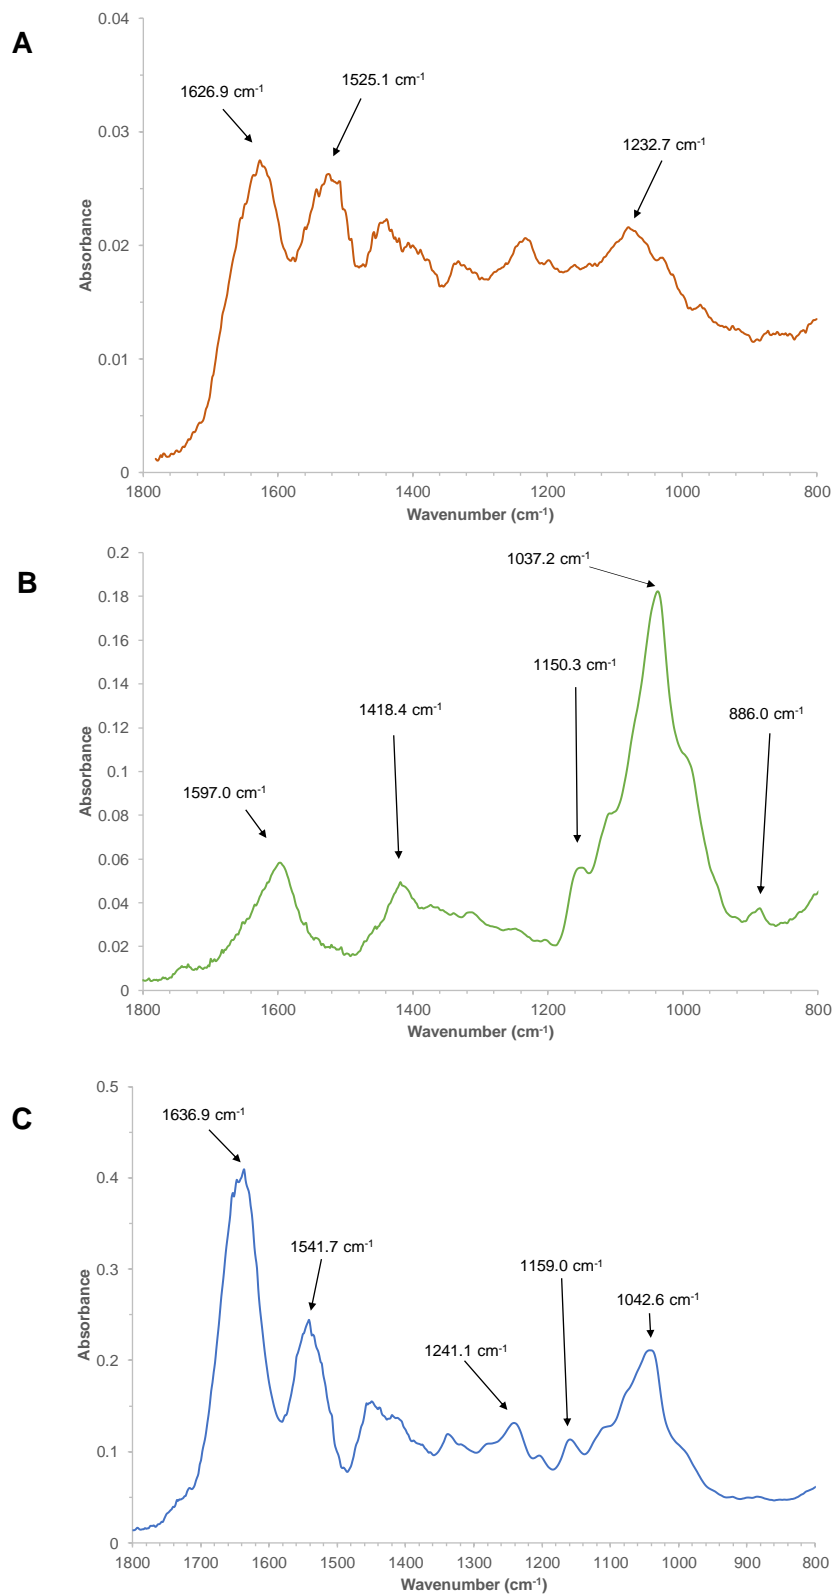 A
0.04
0.03
0.02
0.01
0
Absorbance
1626.9 cm⁻¹
1525.1 cm⁻¹
1232.7 cm⁻¹
1800 1600 1400 1200 1000 800
Wavenumber (cm⁻¹)
B
0.2
0.18
0.16
0.14
0.12
0.1
0.08
0.06
0.04
0.02
0
Absorbance
1037.2 cm⁻¹
1150.3 cm⁻¹
1418.4 cm⁻¹
886.0 cm⁻¹
1597.0 cm⁻¹
1800 1600 1400 1200 1000 800
Wavenumber (cm⁻¹)
C
0.5
0.4
0.3
0.2
0.1
0
Absorbance
1636.9 cm⁻¹
1541.7 cm⁻¹
1159.0 cm⁻¹
1042.6 cm⁻¹
1241.1 cm⁻¹
1800 1700 1600 1500 1400 1300 1200 1100 1000 900 800
Wavenumber (cm⁻¹)